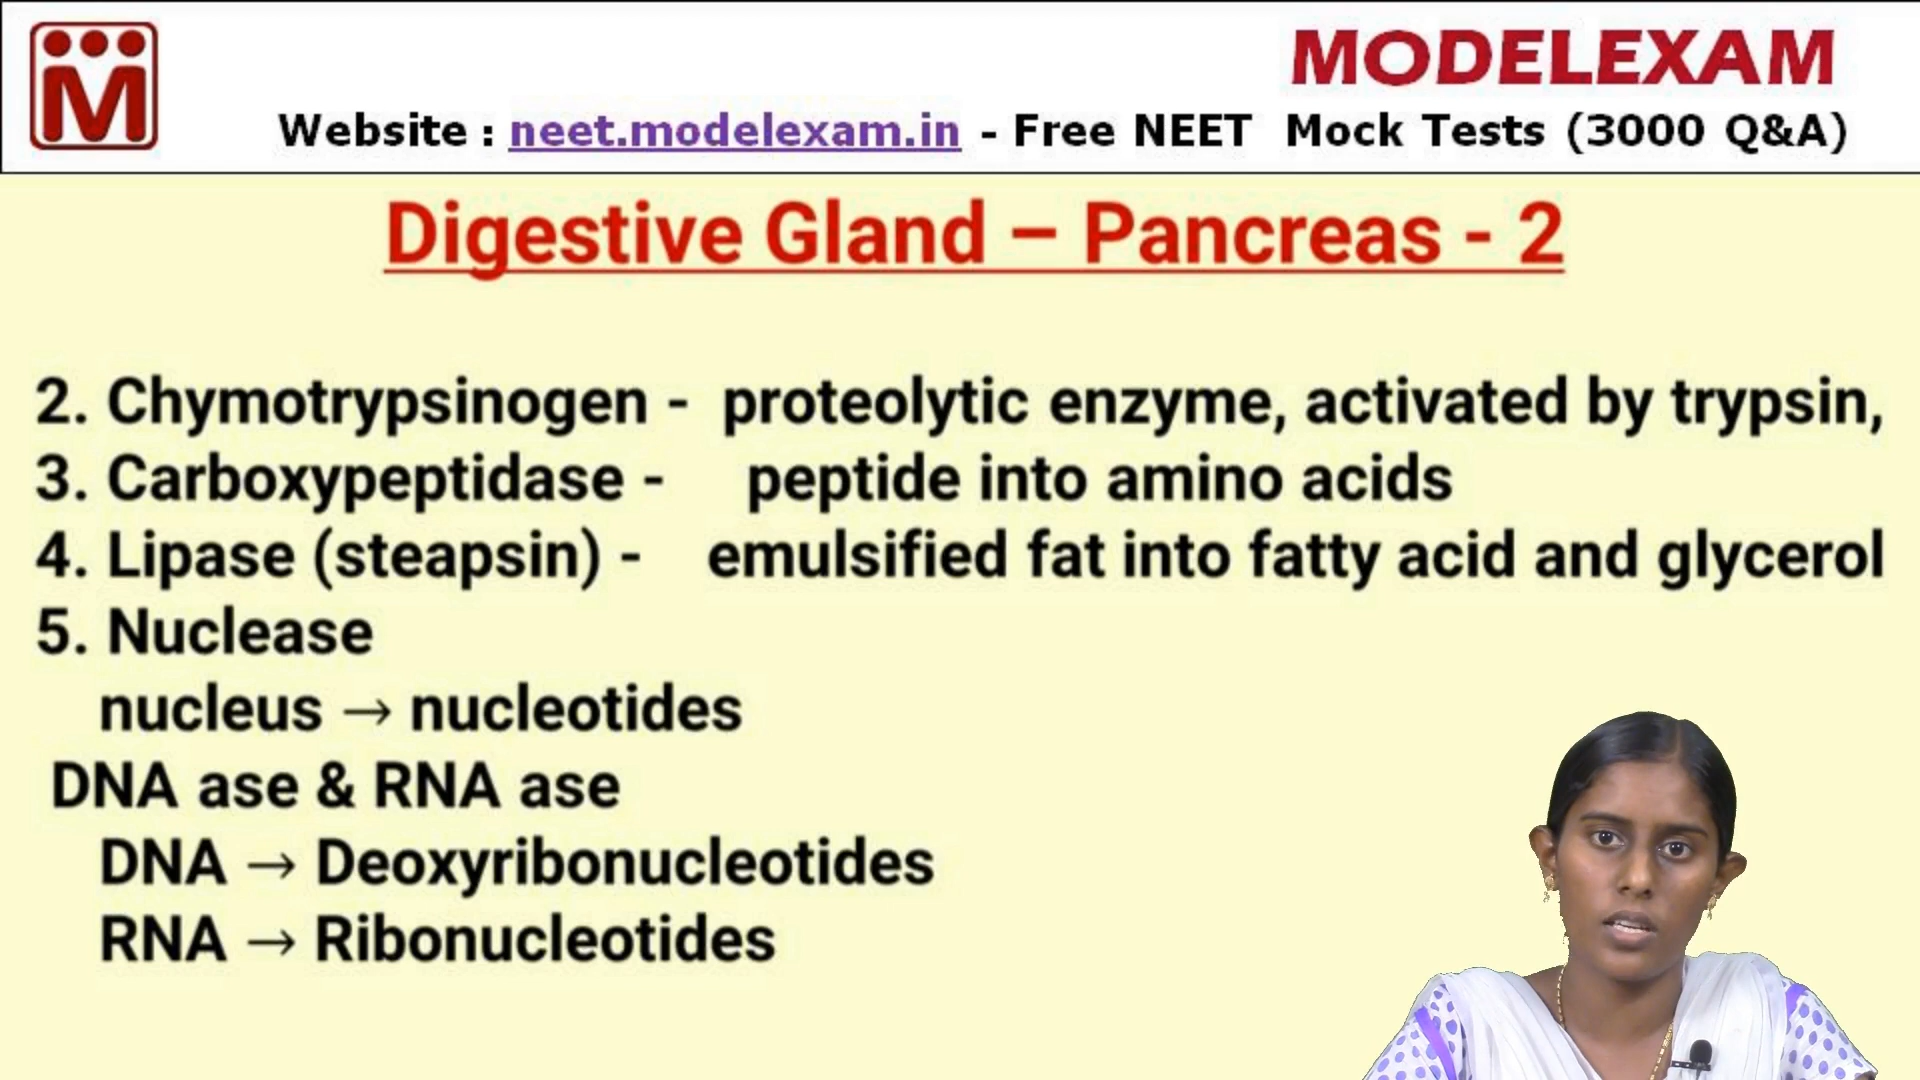 M
MODELEXAM
Website : neet.modelexam.in - Free NEET Mock Tests (3000 Q&A)
Digestive Gland – Pancreas - 2
2. Chymotrypsinogen - proteolytic enzyme, activated by trypsin,
3. Carboxypeptidase - peptide into amino acids
4. Lipase (steapsin) - emulsified fat into fatty acid and glycerol
5. Nuclease
nucleus → nucleotides
DNA ase & RNA ase
DNA → Deoxyribonucleotides
RNA → Ribonucleotides